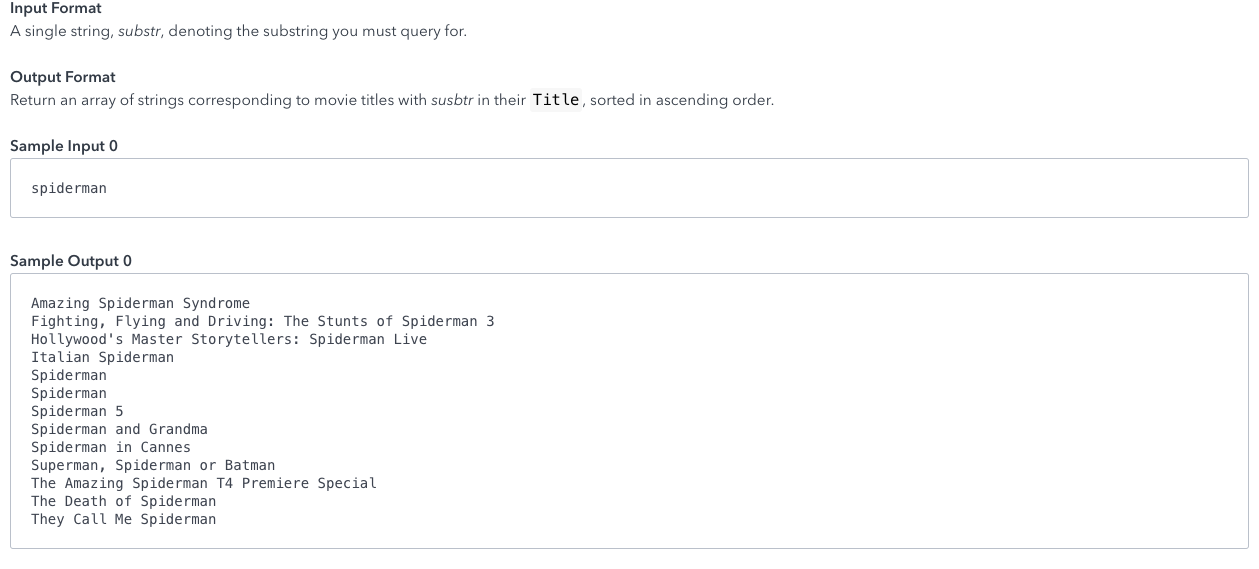 Input Format
A single string, substr, denoting the substring you must query for.
Output Format
Return an array of strings corresponding to movie titles with susbtr in their Title, sorted in ascending order.
Sample Input 0
spiderman
Sample Output 0
Amazing Spiderman Syndrome
Fighting, Flying and Driving: The Stunts of Spiderman 3
Hollywood's Master Storytellers: Spiderman Live
Italian Spiderman
Spiderman
Spiderman
Spiderman 5
Spiderman and Grandma
Spiderman in Cannes
Superman, Spiderman or Batman
The Amazing Spiderman T4 Premiere Special
The Death of Spiderman
They Call Me Spiderman